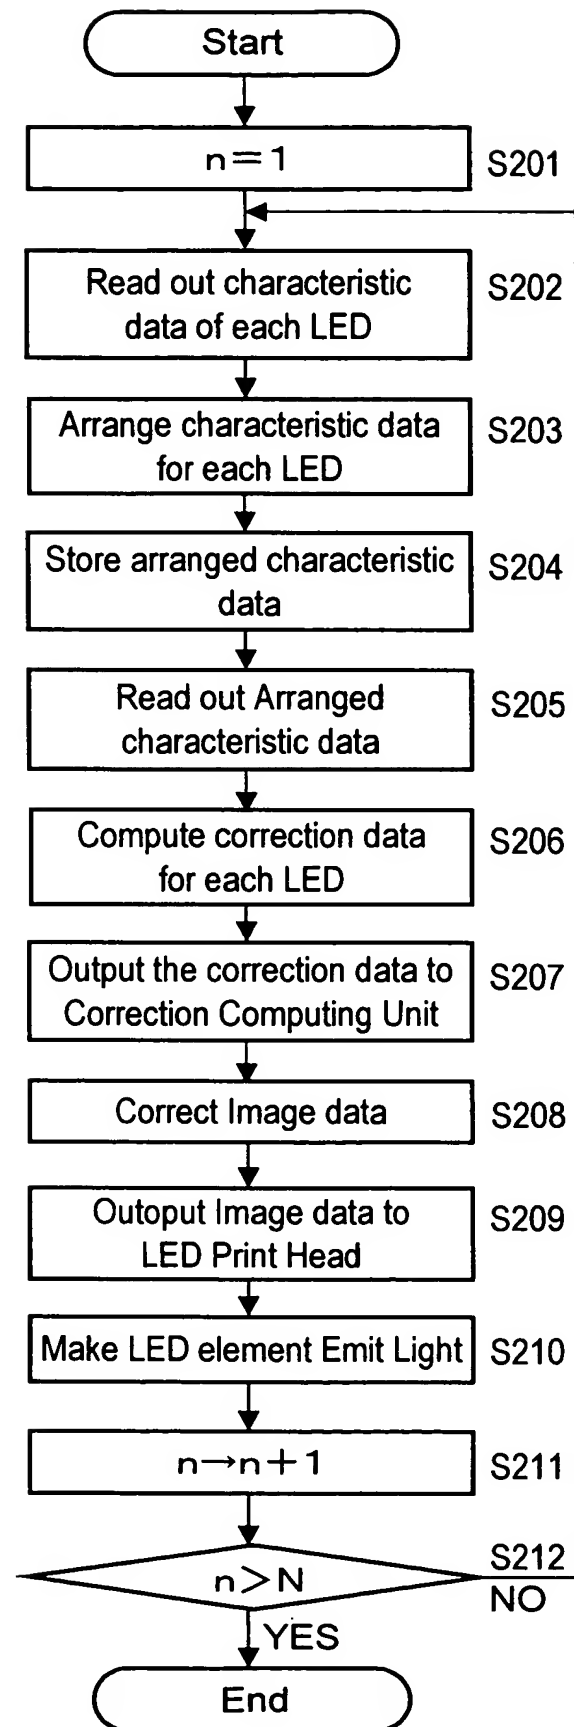 Start
n=1
S201
Read out characteristic
data of each LED
S202
Arrange characteristic data
for each LED
S203
Store arranged characteristic
data
S204
Read out Arranged
characteristic data
S205
Compute correction data
for each LED
S206
Output the correction data to
Correction Computing Unit
S207
Correct Image data
S208
Outoput Image data to
LED Print Head
S209
Make LED element Emit Light
S210
n→n+1
S211
n>N
S212
NO
YES
End